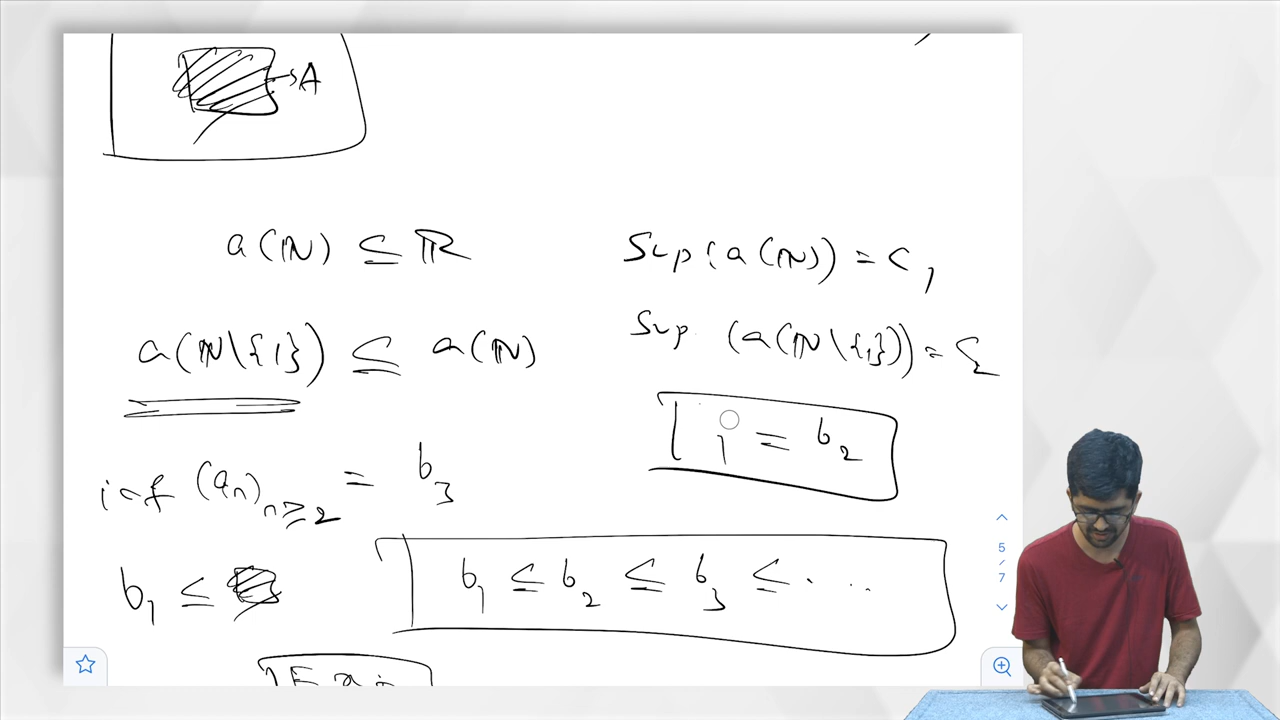 A
a(ℕ) ⊆ ℝ
a(ℕ\{1}) ⊆ a(ℕ)
inf (aₙ)ₙ≥₂ = b₃
b₁ ≤
Sup(a(ℕ)) = c₁
Sup (a(ℕ\{1})) = c₂
= b₂
b₁ ≤ b₂ ≤ b₃ ≤ . . .
5
/
7